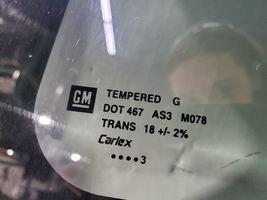 GM
TEMPERED G
DOT 467 AS3 M078
TRANS 18 +/- 2%
Carlex
••••3